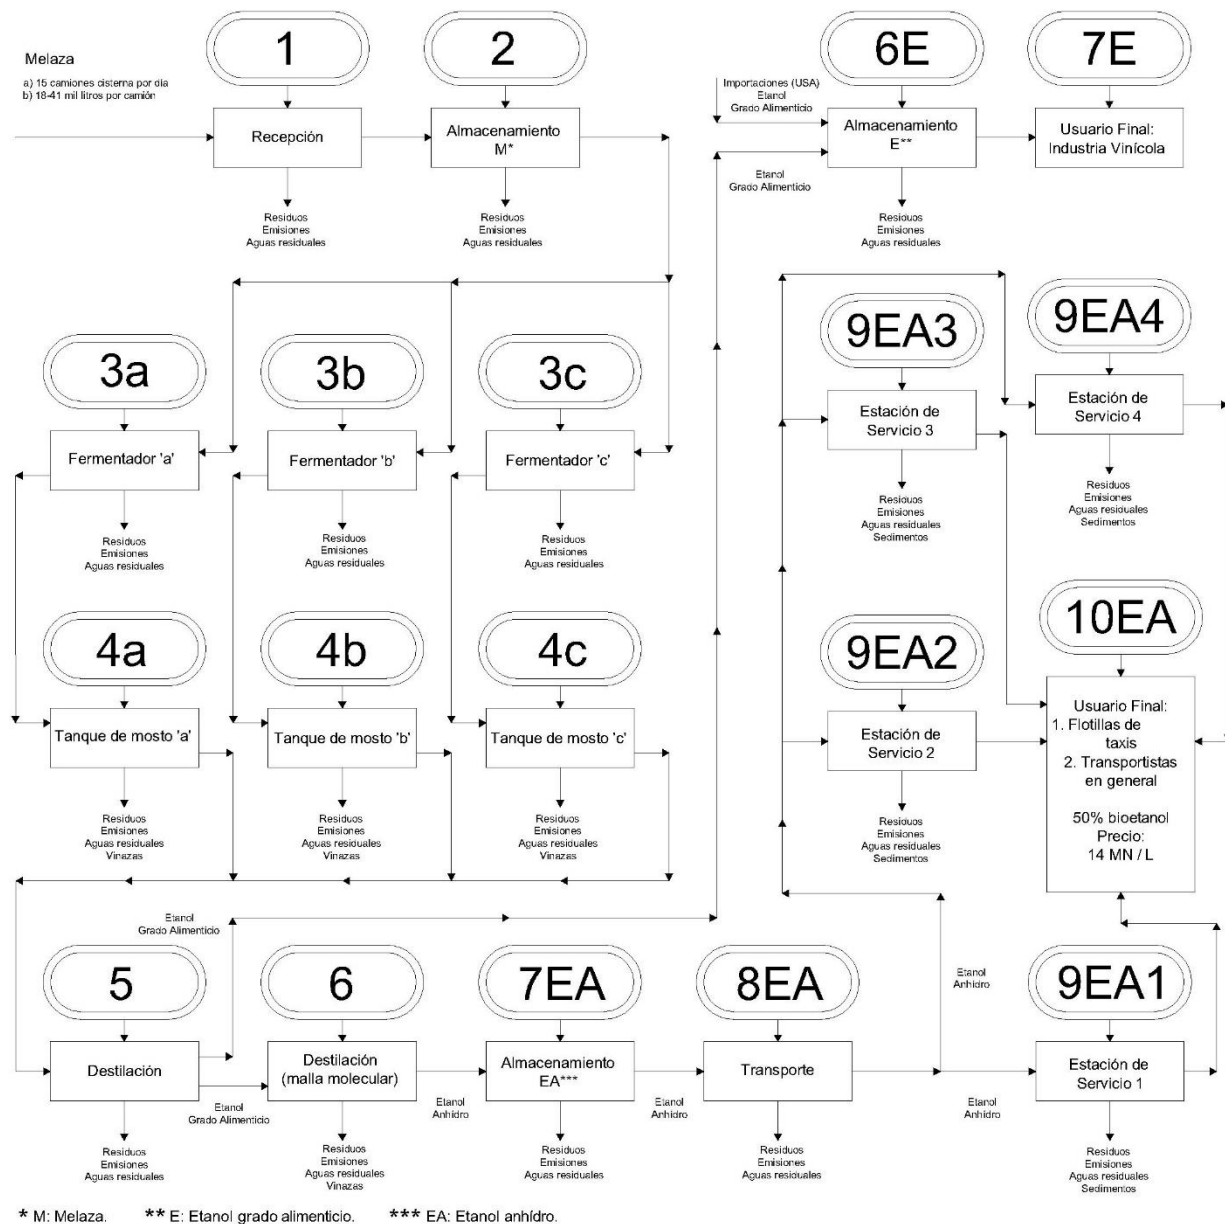 1
2
6E
7E
Melaza
a) 15 camiones cisterna por día
b) 18-41 mil litros por camión
Recepción
Almacenamiento
M*
Importaciones (USA)
Etanol
Grado Alimenticio
Almacenamiento
E**
Usuario Final:
Industria Vinícola
Etanol
Grado Alimenticio
Residuos
Emisiones
Aguas residuales
Residuos
Emisiones
Aguas residuales
Residuos
Emisiones
Aguas residuales
9EA3
9EA4
3a
3b
3c
Estación de
Servicio 3
Estación de
Servicio 4
Fermentador 'a'
Fermentador 'b'
Fermentador 'c'
Residuos
Emisiones
Aguas residuales
Sedimentos
Residuos
Emisiones
Aguas residuales
Sedimentos
Residuos
Emisiones
Aguas residuales
Residuos
Emisiones
Aguas residuales
Residuos
Emisiones
Aguas residuales
4a
4b
4c
9EA2
10EA
Tanque de mosto 'a'
Tanque de mosto 'b'
Tanque de mosto 'c'
Estación de
Servicio 2
Usuario Final:
1. Flotillas de
taxis
2. Transportistas
en general
50% bioetanol
Precio:
14 MN / L
Residuos
Emisiones
Aguas residuales
Vinazas
Residuos
Emisiones
Aguas residuales
Vinazas
Residuos
Emisiones
Aguas residuales
Vinazas
Residuos
Emisiones
Aguas residuales
Sedimentos
Etanol
Grado Alimenticio
5
6
7EA
8EA
Etanol
Anhidro
9EA1
Destilación
Destilación
(malla molecular)
Almacenamiento
EA***
Transporte
Estación de
Servicio 1
Etanol
Grado Alimenticio
Etanol
Anhidro
Etanol
Anhidro
Etanol
Anhidro
Residuos
Emisiones
Aguas residuales
Residuos
Emisiones
Aguas residuales
Vinazas
Residuos
Emisiones
Aguas residuales
Residuos
Emisiones
Aguas residuales
Residuos
Emisiones
Aguas residuales
Sedimentos
* M: Melaza. ** E: Etanol grado alimenticio. *** EA: Etanol anhídro.